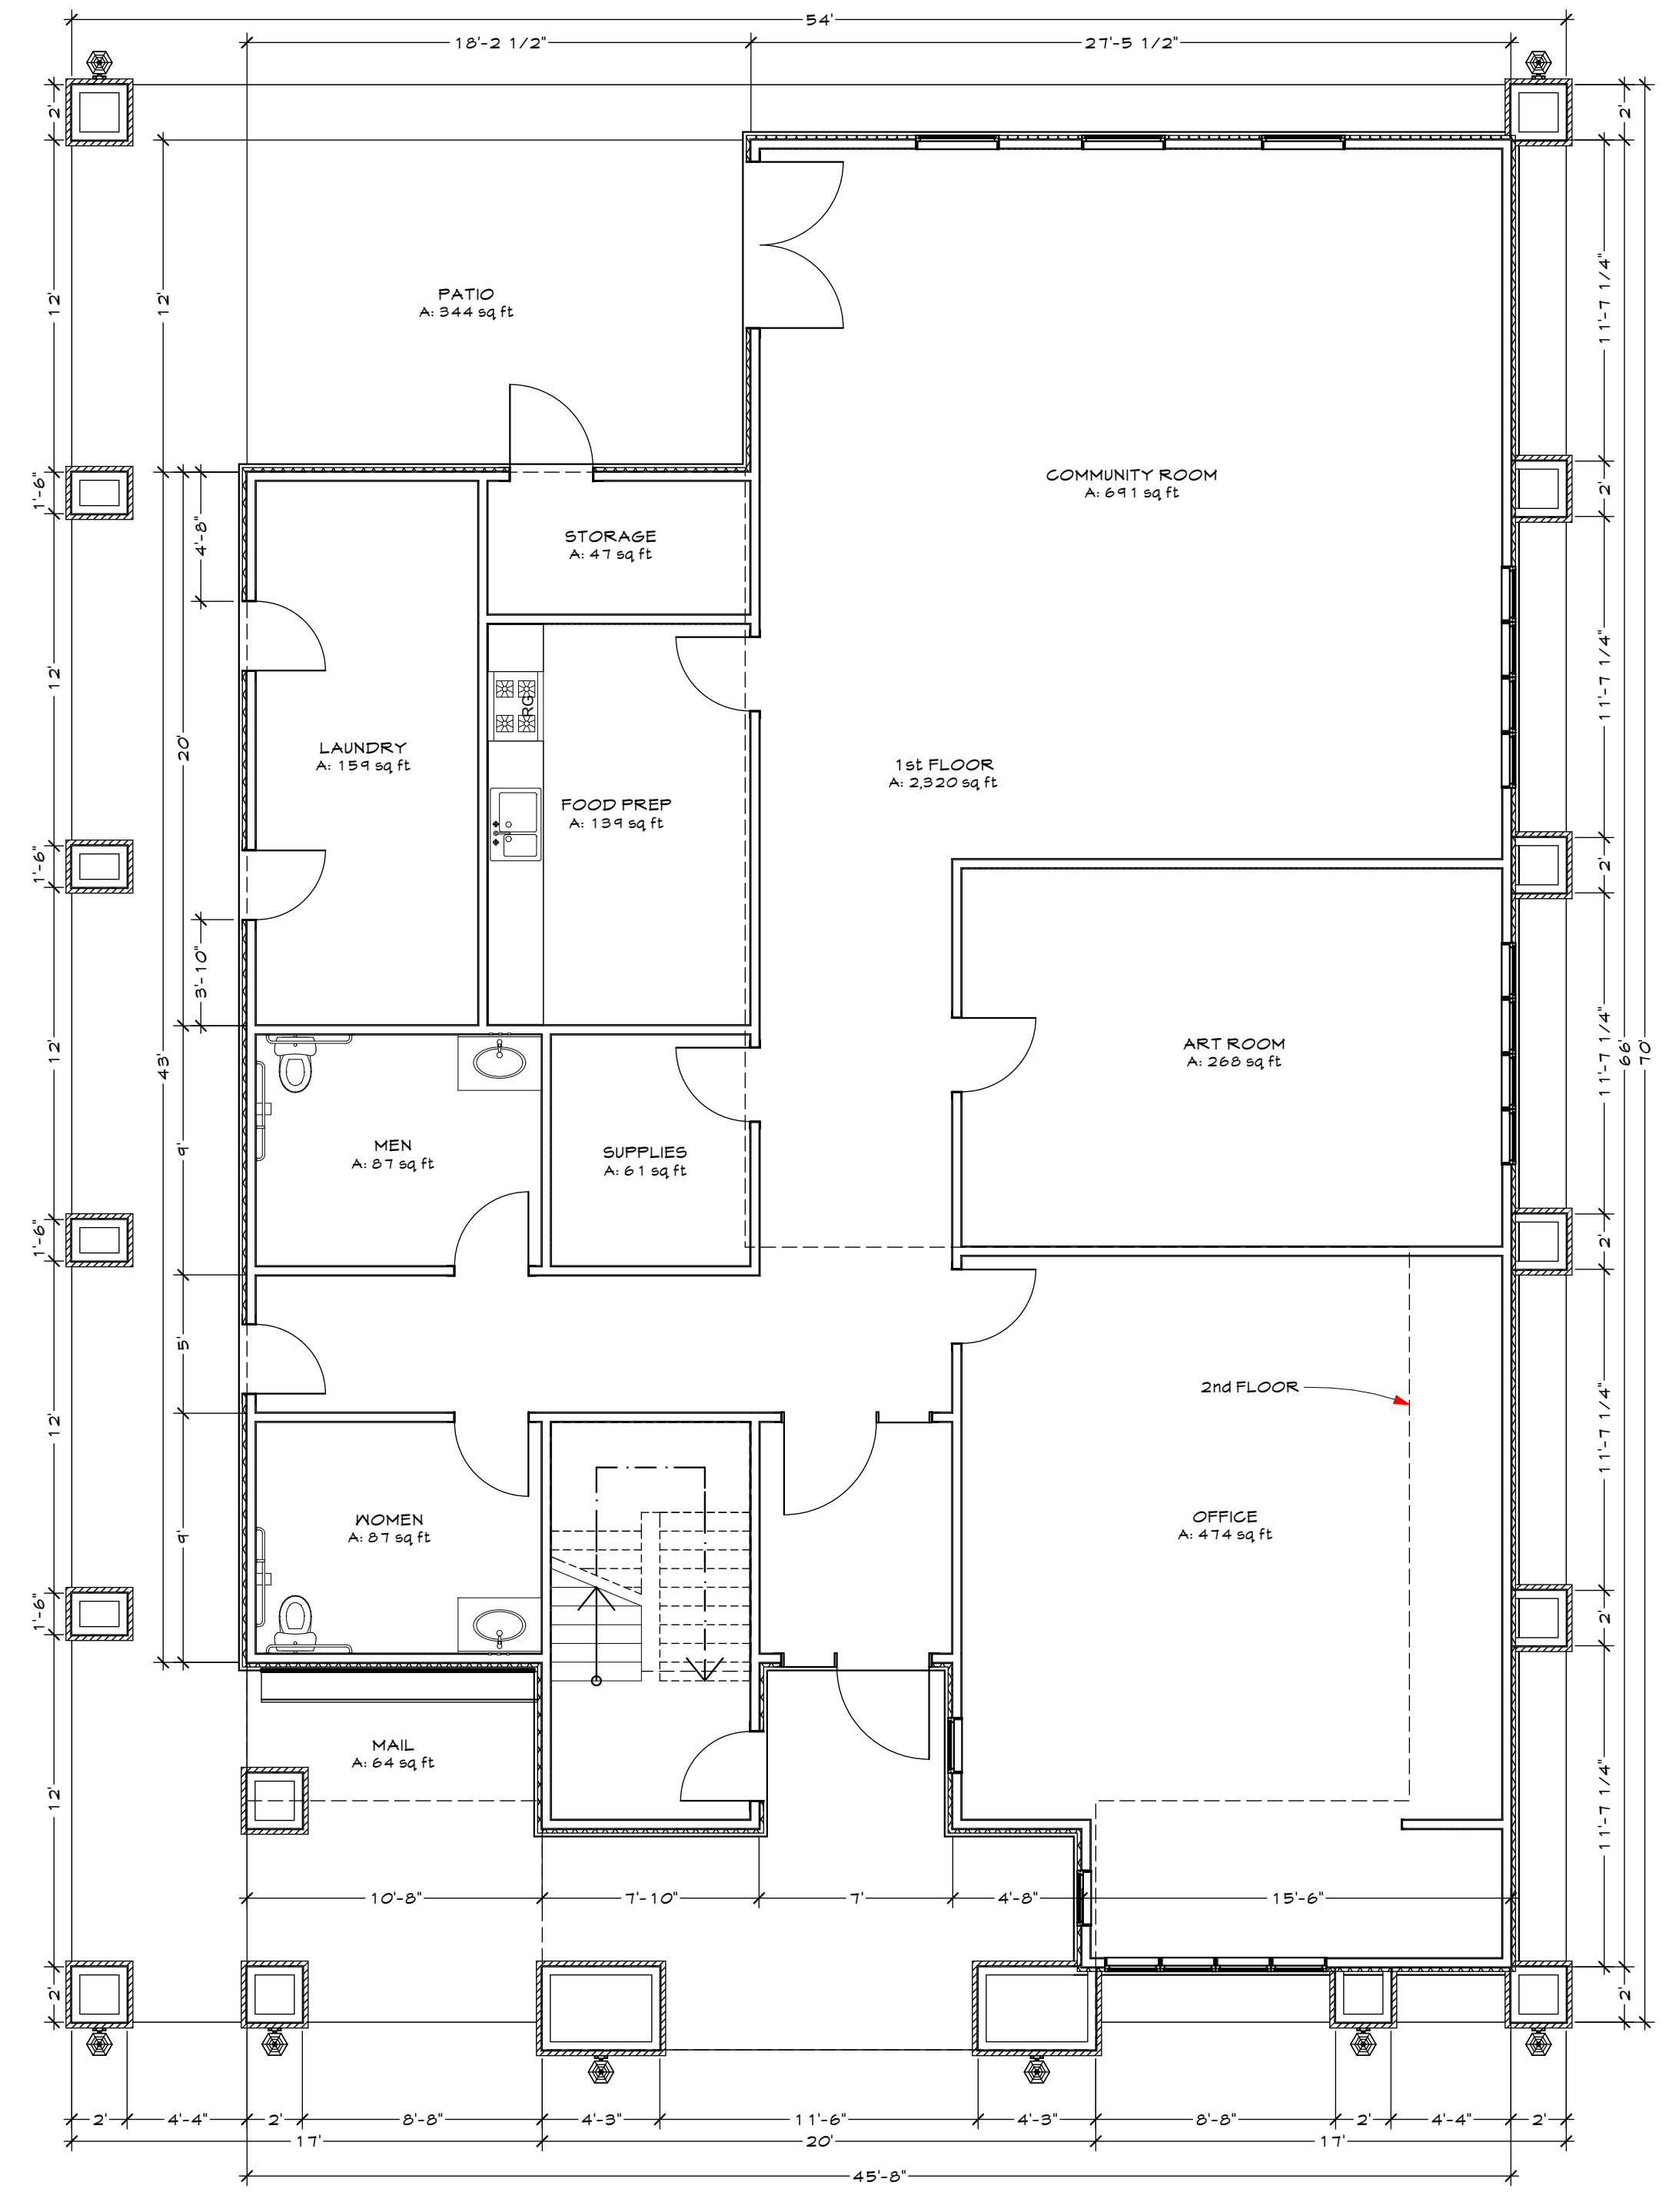 54'
18'-2 1/2"
27'-5 1/2"
2'
2'
12'
12'
11'-7 1/4"
PATIO
A: 344 sq ft
COMMUNITY ROOM
A: 691 sq ft
1'-6"
4'-8"
2'
STORAGE
A: 47 sq ft
12'
11'-7 1/4"
RG
20'
LAUNDRY
A: 159 sq ft
1st FLOOR
A: 2,320 sq ft
FOOD PREP
A: 139 sq ft
1'-6"
2'
3'-10"
12'
43'
11'-7 1/4"
66'
70'
ART ROOM
A: 268 sq ft
9'
MEN
A: 87 sq ft
SUPPLIES
A: 61 sq ft
1'-6"
2'
5'
2nd FLOOR
12'
11'-7 1/4"
9'
WOMEN
A: 87 sq ft
OFFICE
A: 474 sq ft
1'-6"
2'
MAIL
A: 64 sq ft
12'
11'-7 1/4"
10'-8"
7'-10"
7'
4'-8"
15'-6"
2'
2'
2'
4'-4"
2'
8'-8"
4'-3"
11'-6"
4'-3"
8'-8"
2'
4'-4"
2'
17'
20'
17'
45'-8"